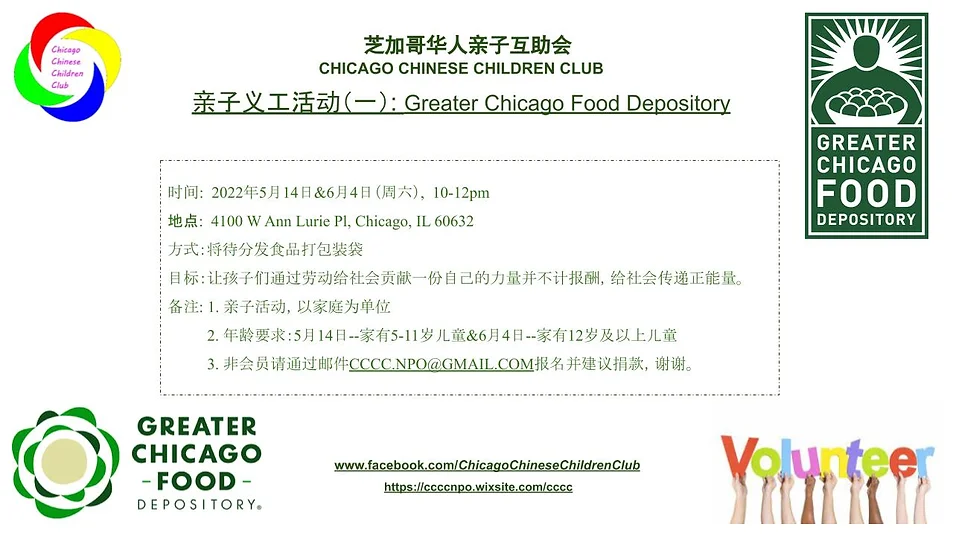 Chicago
Chinese
Children
Club
芝加哥华人亲子互助会
CHICAGO CHINESE CHILDREN CLUB
亲子义工活动(一): Greater Chicago Food Depository
GREATER
CHICAGO
FOOD
DEPOSITORY
时间: 2022年5月14日&6月4日(周六), 10-12pm
地点: 4100 W Ann Lurie Pl, Chicago, IL 60632
方式:将待分发食品打包装袋
目标:让孩子们通过劳动给社会贡献一份自己的力量并不计报酬, 给社会传递正能量。
备注: 1. 亲子活动, 以家庭为单位
2. 年龄要求:5月14日--家有5-11岁儿童&6月4日--家有12岁及以上儿童
3. 非会员请通过邮件CCCC.NPO@GMAIL.COM报名并建议捐款, 谢谢。
GREATER
CHICAGO
- FOOD -
DEPOSITORY®
www.facebook.com/ChicagoChineseChildrenClub
https://ccccnpo.wixsite.com/cccc
Volunteer